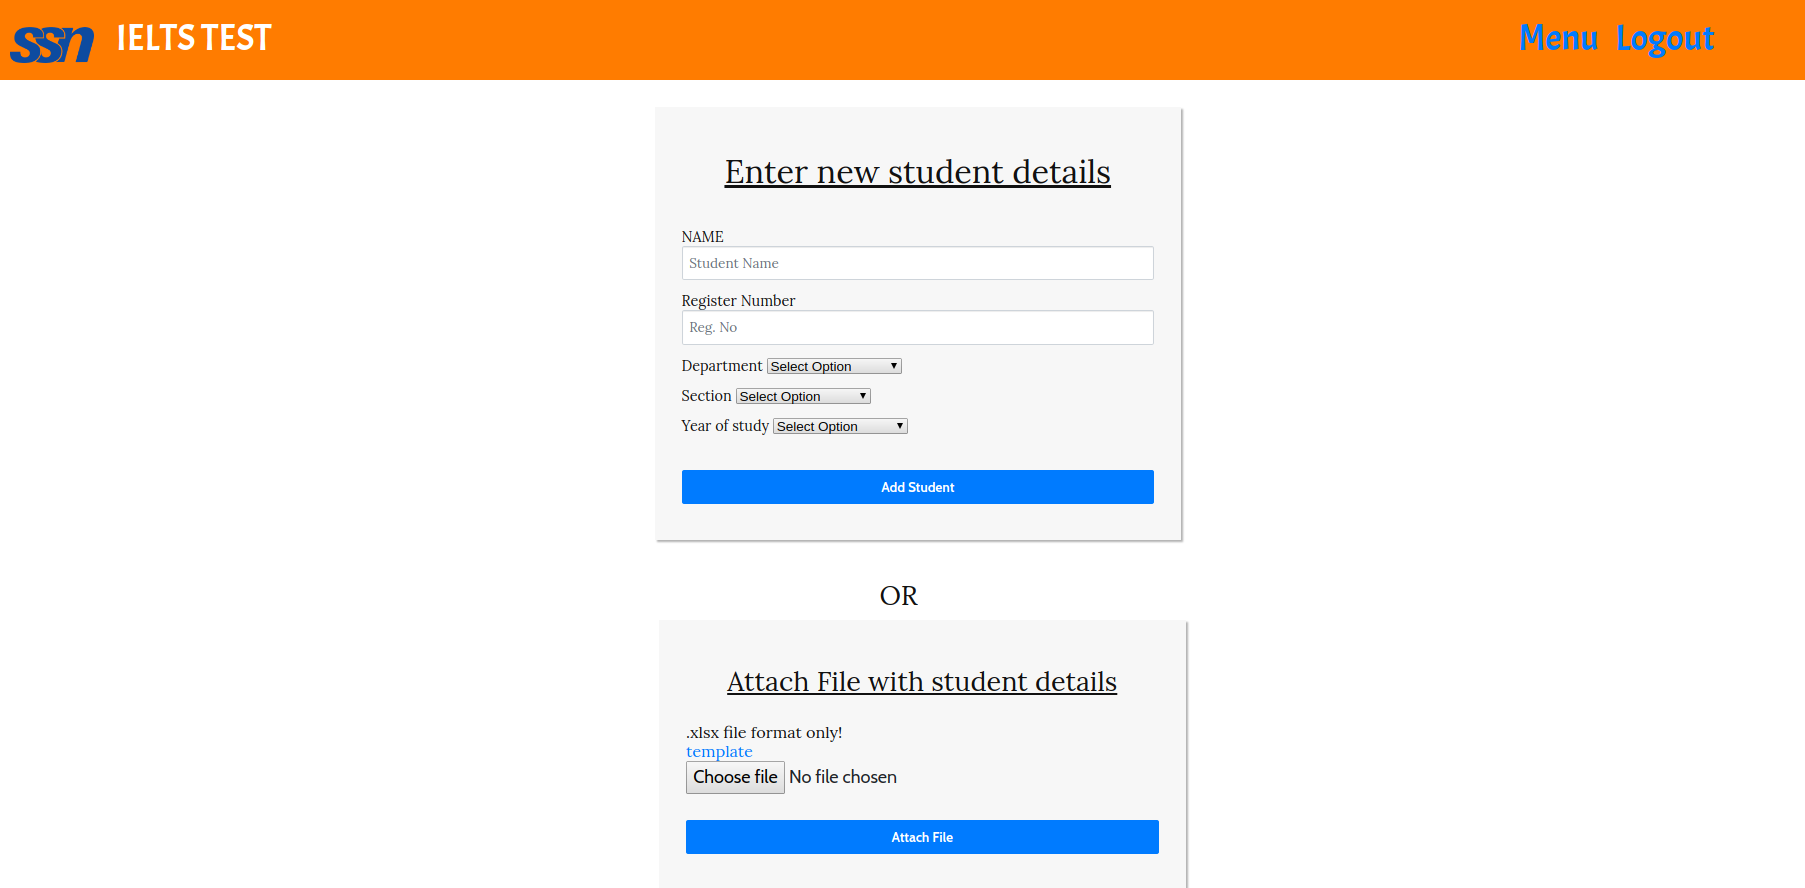 ssn IELTS TEST Menu Logout
Enter new student details
NAME
Student Name
Register Number
Reg. No
Department Select Option
Section Select Option
Year of study Select Option
Add Student
OR
Attach File with student details
.xlsx file format only!
template
Choose file No file chosen
Attach File